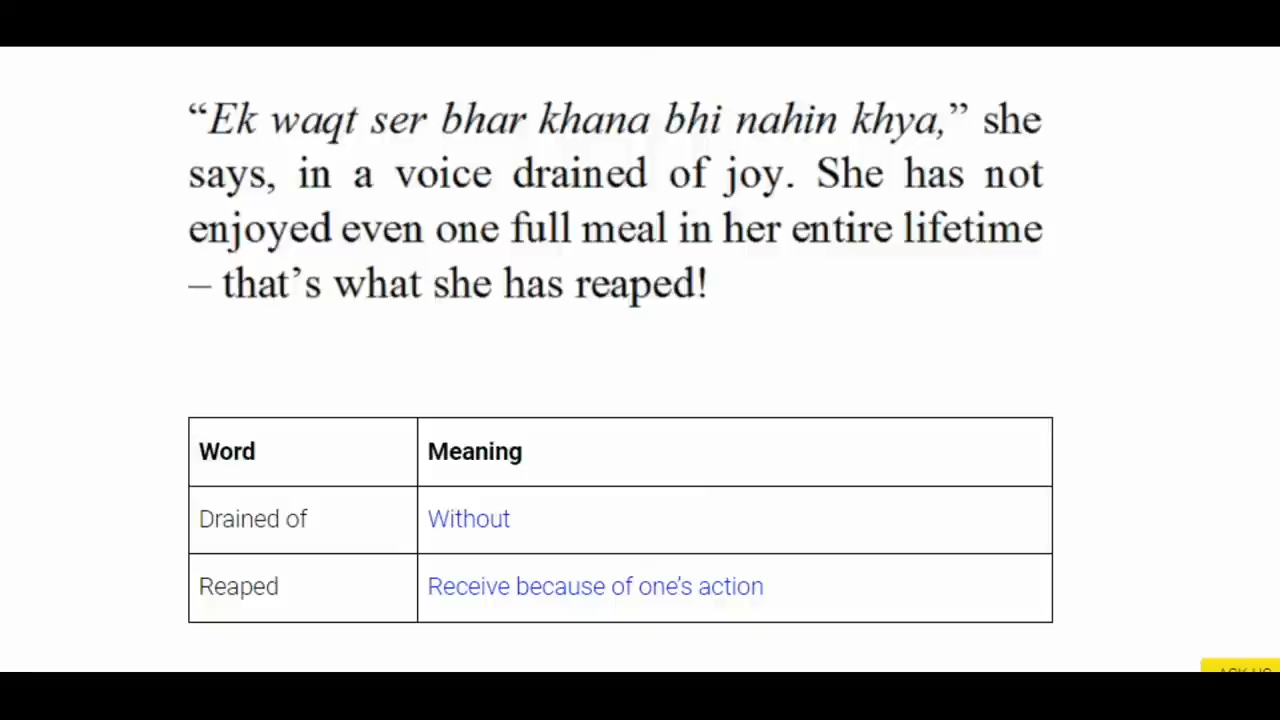 “Ek waqt ser bhar khana bhi nahin khya,” she
says, in a voice drained of joy. She has not
enjoyed even one full meal in her entire lifetime
– that’s what she has reaped!
Word Meaning
Drained of Without
Reaped Receive because of one’s action
ASK US